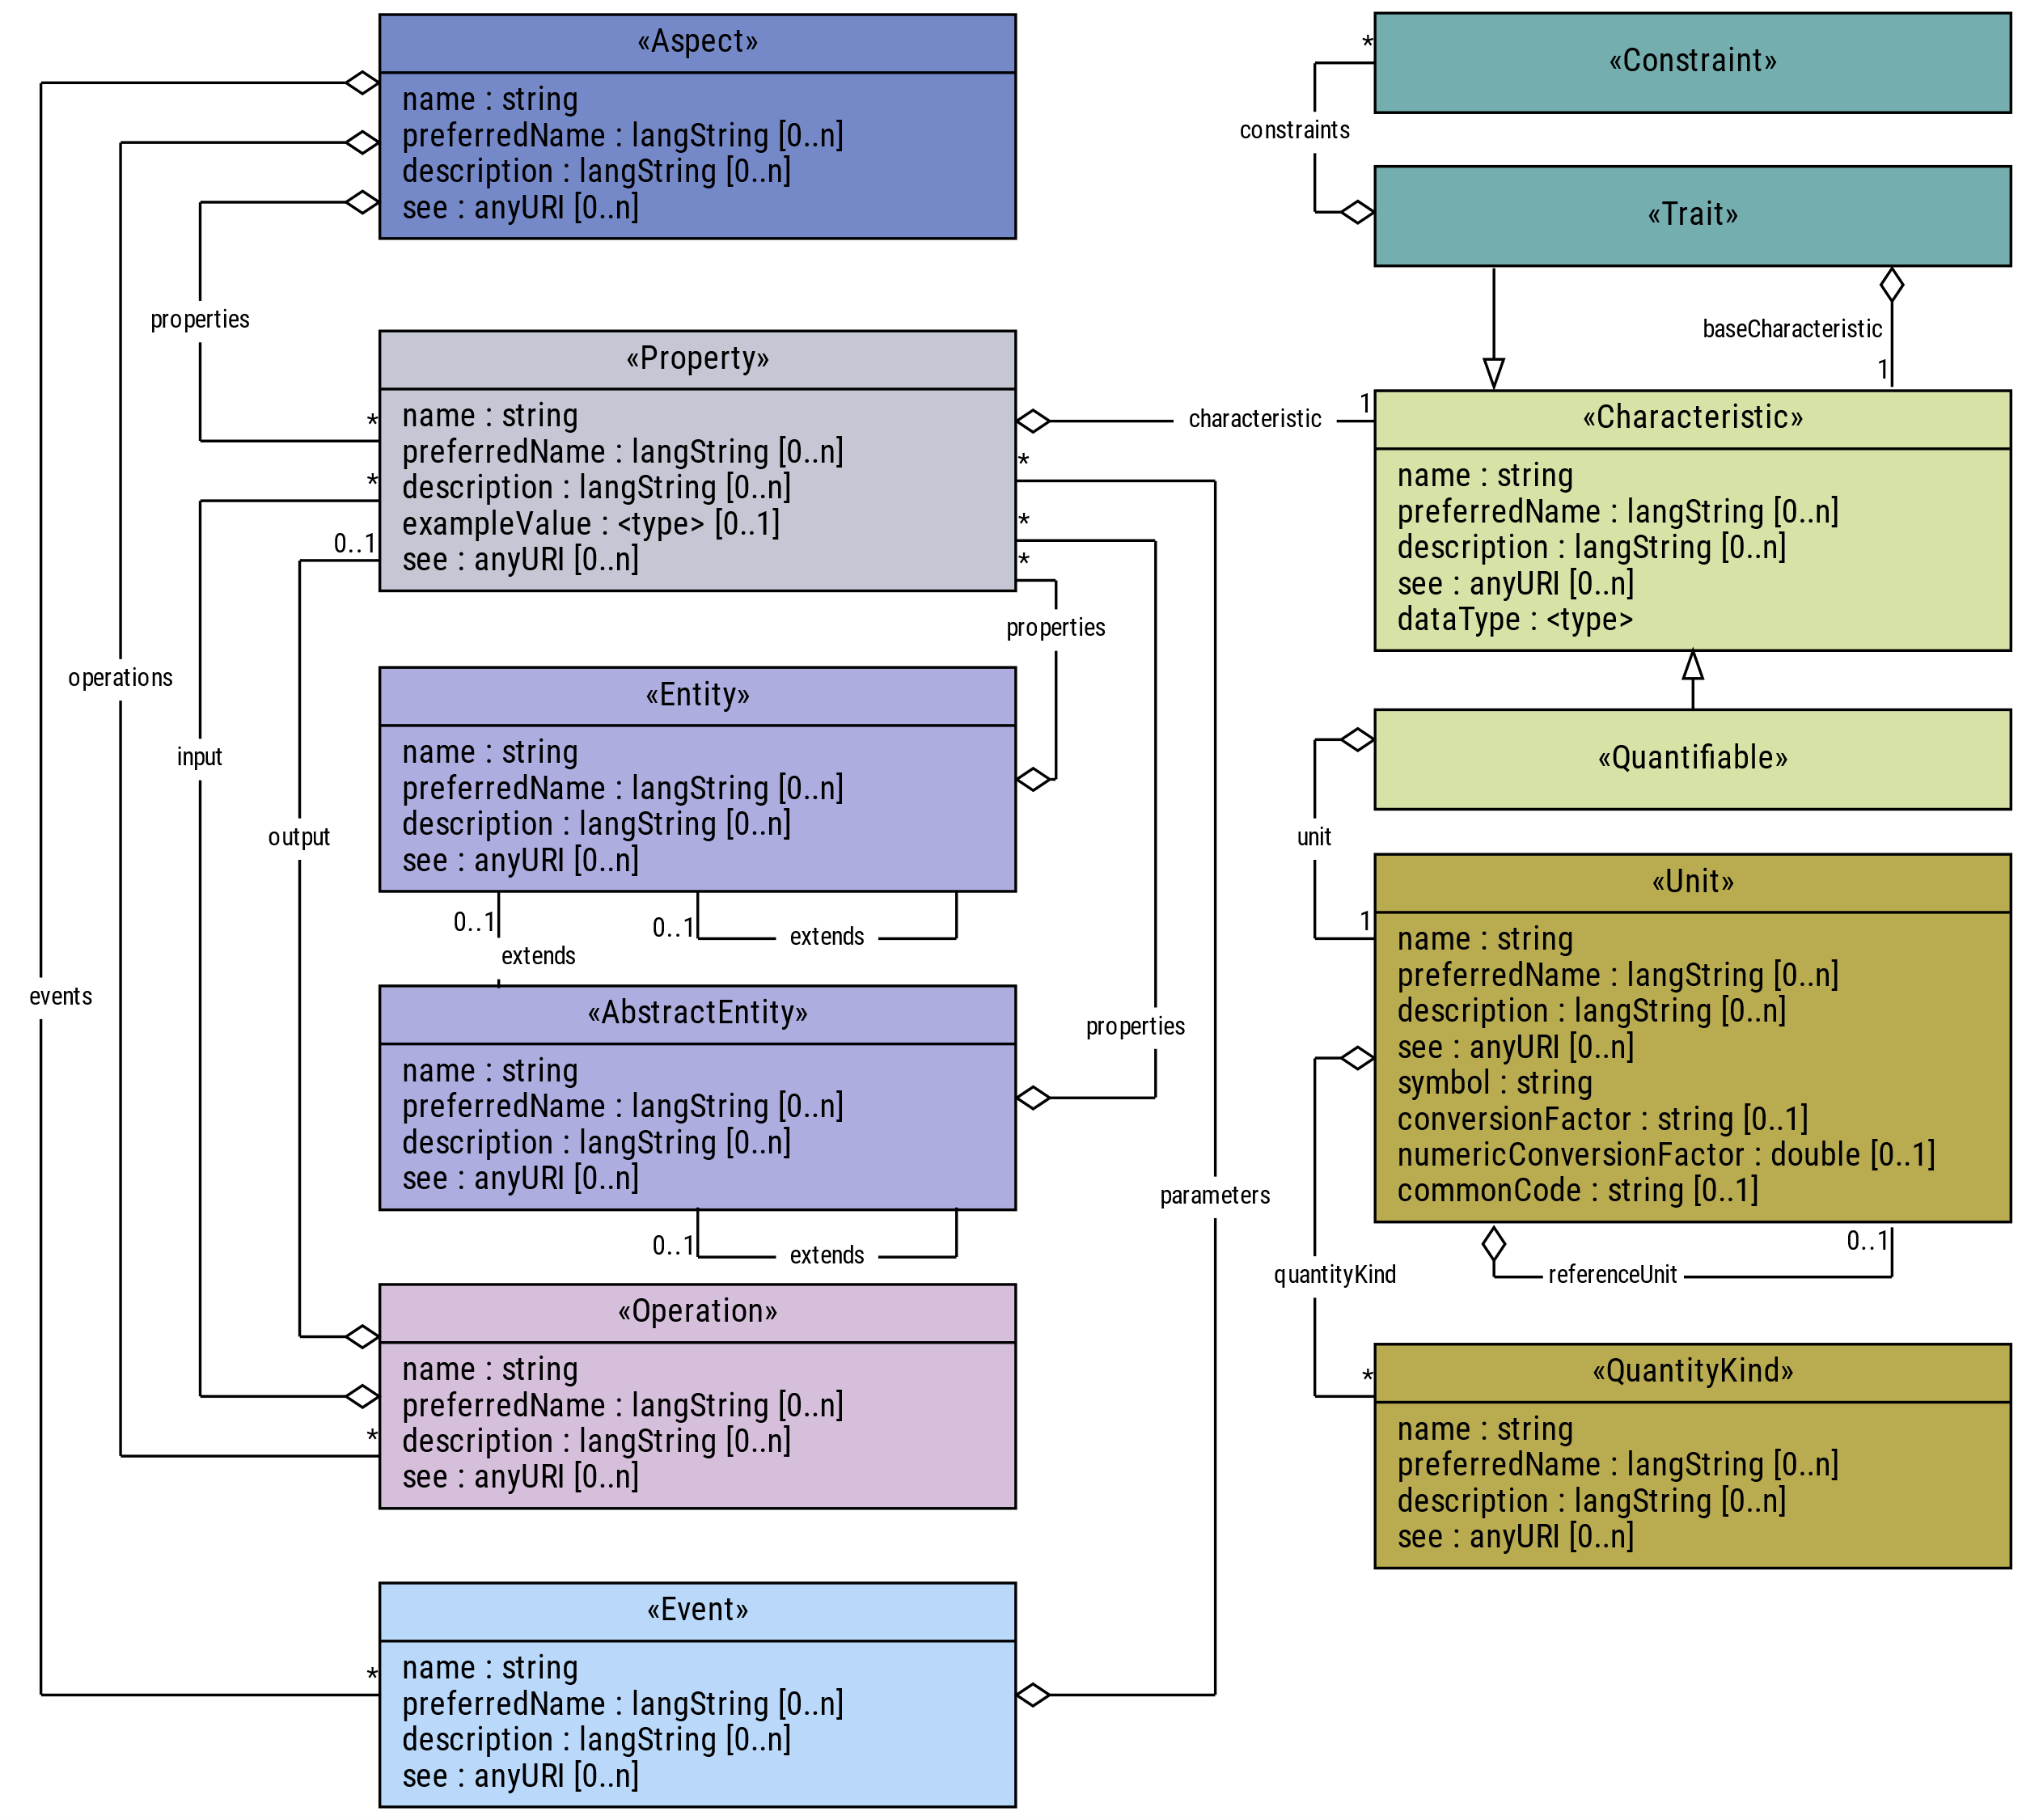 «Aspect»
name : string
preferredName : langString [0..n]
description : langString [0..n]
see : anyURI [0..n]
properties
*
«Property»
name : string
preferredName : langString [0..n]
description : langString [0..n]
exampleValue : <type> [0..1]
see : anyURI [0..n]
*
0..1
characteristic
1
*
*
*
properties
operations
input
output
events
«Entity»
name : string
preferredName : langString [0..n]
description : langString [0..n]
see : anyURI [0..n]
0..1
extends
0..1
extends
«AbstractEntity»
name : string
preferredName : langString [0..n]
description : langString [0..n]
see : anyURI [0..n]
properties
parameters
0..1
extends
«Operation»
name : string
preferredName : langString [0..n]
description : langString [0..n]
see : anyURI [0..n]
*
«Event»
name : string
preferredName : langString [0..n]
description : langString [0..n]
see : anyURI [0..n]
*
«Constraint»
*
constraints
«Trait»
baseCharacteristic
1
«Characteristic»
name : string
preferredName : langString [0..n]
description : langString [0..n]
see : anyURI [0..n]
dataType : <type>
«Quantifiable»
unit
1
«Unit»
name : string
preferredName : langString [0..n]
description : langString [0..n]
see : anyURI [0..n]
symbol : string
conversionFactor : string [0..1]
numericConversionFactor : double [0..1]
commonCode : string [0..1]
0..1
referenceUnit
quantityKind
*
«QuantityKind»
name : string
preferredName : langString [0..n]
description : langString [0..n]
see : anyURI [0..n]